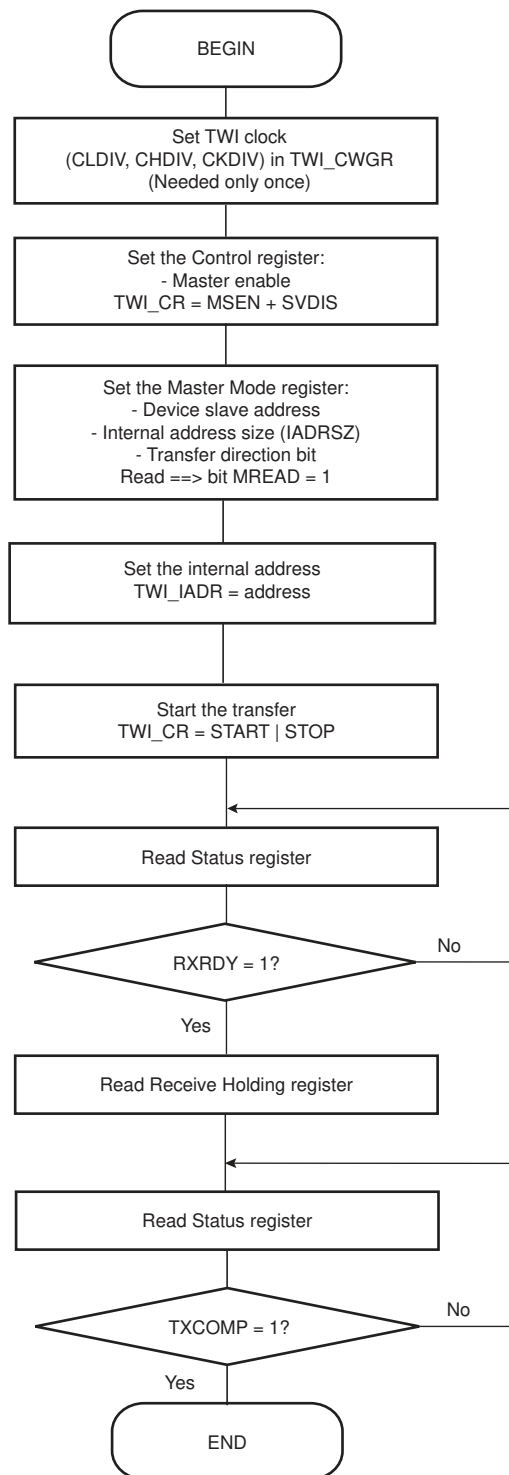 BEGIN
Set TWI clock
(CLDIV, CHDIV, CKDIV) in TWI_CWGR
(Needed only once)
Set the Control register:
- Master enable
TWI_CR = MSEN + SVDIS
Set the Master Mode register:
- Device slave address
- Internal address size (IADRSZ)
- Transfer direction bit
Read ==> bit MREAD = 1
Set the internal address
TWI_IADR = address
Start the transfer
TWI_CR = START | STOP
Read Status register
RXRDY = 1?
No
Yes
Read Receive Holding register
Read Status register
TXCOMP = 1?
No
Yes
END